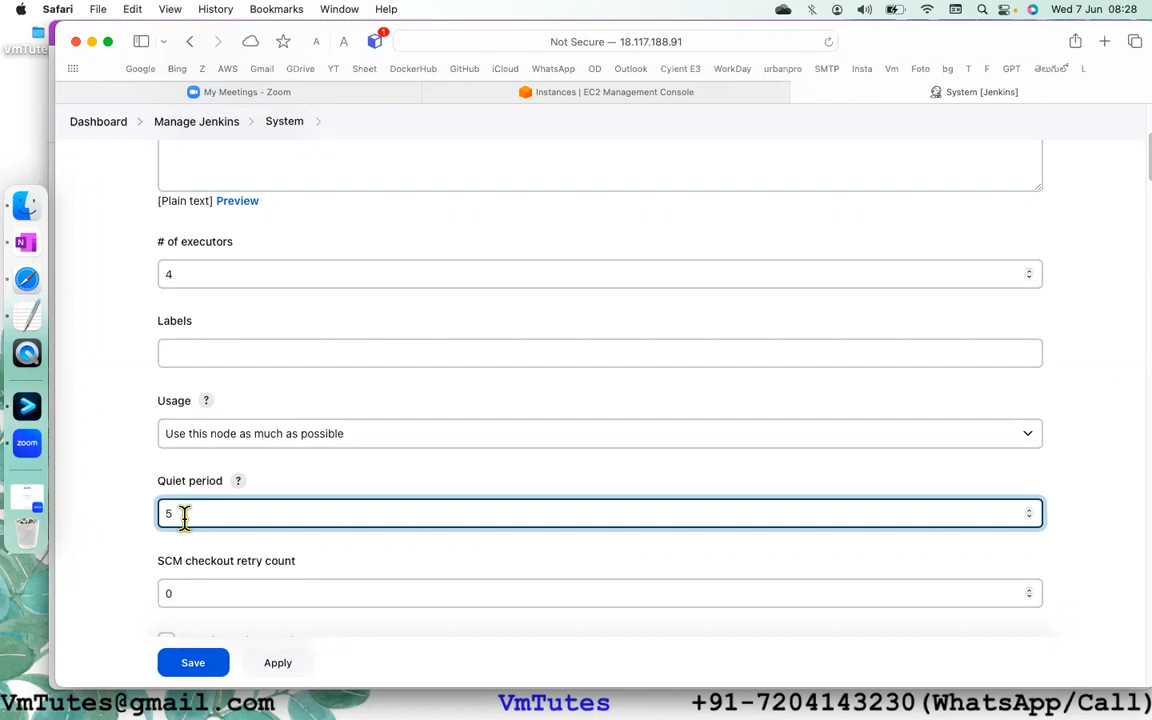 Safari File Edit View History Bookmarks Window Help Wed 7 Jun 08:28
VmTutes
1
A A Not Secure — 18.117.188.91
Google Bing Z AWS Gmail GDrive YT Sheet DockerHub GitHub iCloud WhatsApp OD Outlook Cyient E3 WorkDay urbanpro SMTP Insta Vm Foto bg T F GPT తెలుగోల్ L
My Meetings - Zoom Instances | EC2 Management Console System [Jenkins]
Dashboard Manage Jenkins System
[Plain text] Preview
# of executors
4
Labels
Usage ?
Use this node as much as possible
Quiet period ?
5
SCM checkout retry count
0
Save Apply
zoom
VmTutes@gmail.com VmTutes +91-7204143230(WhatsApp/Call)